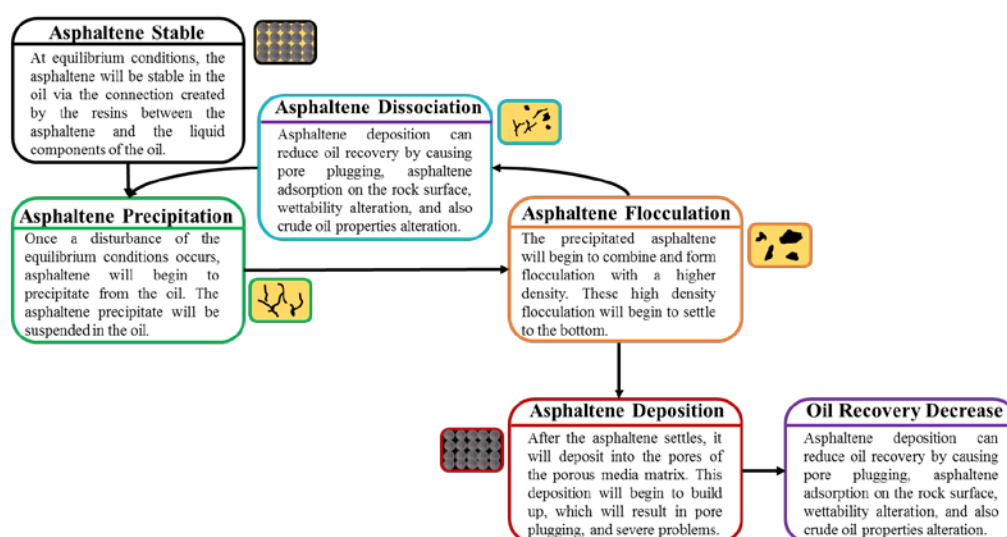 Asphaltene Stable
At equilibrium conditions, the
asphaltene will be stable in the
oil via the connection created
by the resins between the
asphaltene and the liquid
components of the oil.
Asphaltene Dissociation
Asphaltene deposition can
reduce oil recovery by causing
pore plugging, asphaltene
adsorption on the rock surface,
wettability alteration, and also
crude oil properties alteration.
Asphaltene Precipitation
Once a disturbance of the
equilibrium conditions occurs,
asphaltene will begin to
precipitate from the oil. The
asphaltene precipitate will be
suspended in the oil.
Asphaltene Flocculation
The precipitated asphaltene
will begin to combine and form
flocculation with a higher
density. These high density
flocculation will begin to settle
to the bottom.
Asphaltene Deposition
After the asphaltene settles, it
will deposit into the pores of
the porous media matrix. This
deposition will begin to build
up, which will result in pore
plugging, and severe problems.
Oil Recovery Decrease
Asphaltene deposition can
reduce oil recovery by causing
pore plugging, asphaltene
adsorption on the rock surface,
wettability alteration, and also
crude oil properties alteration.